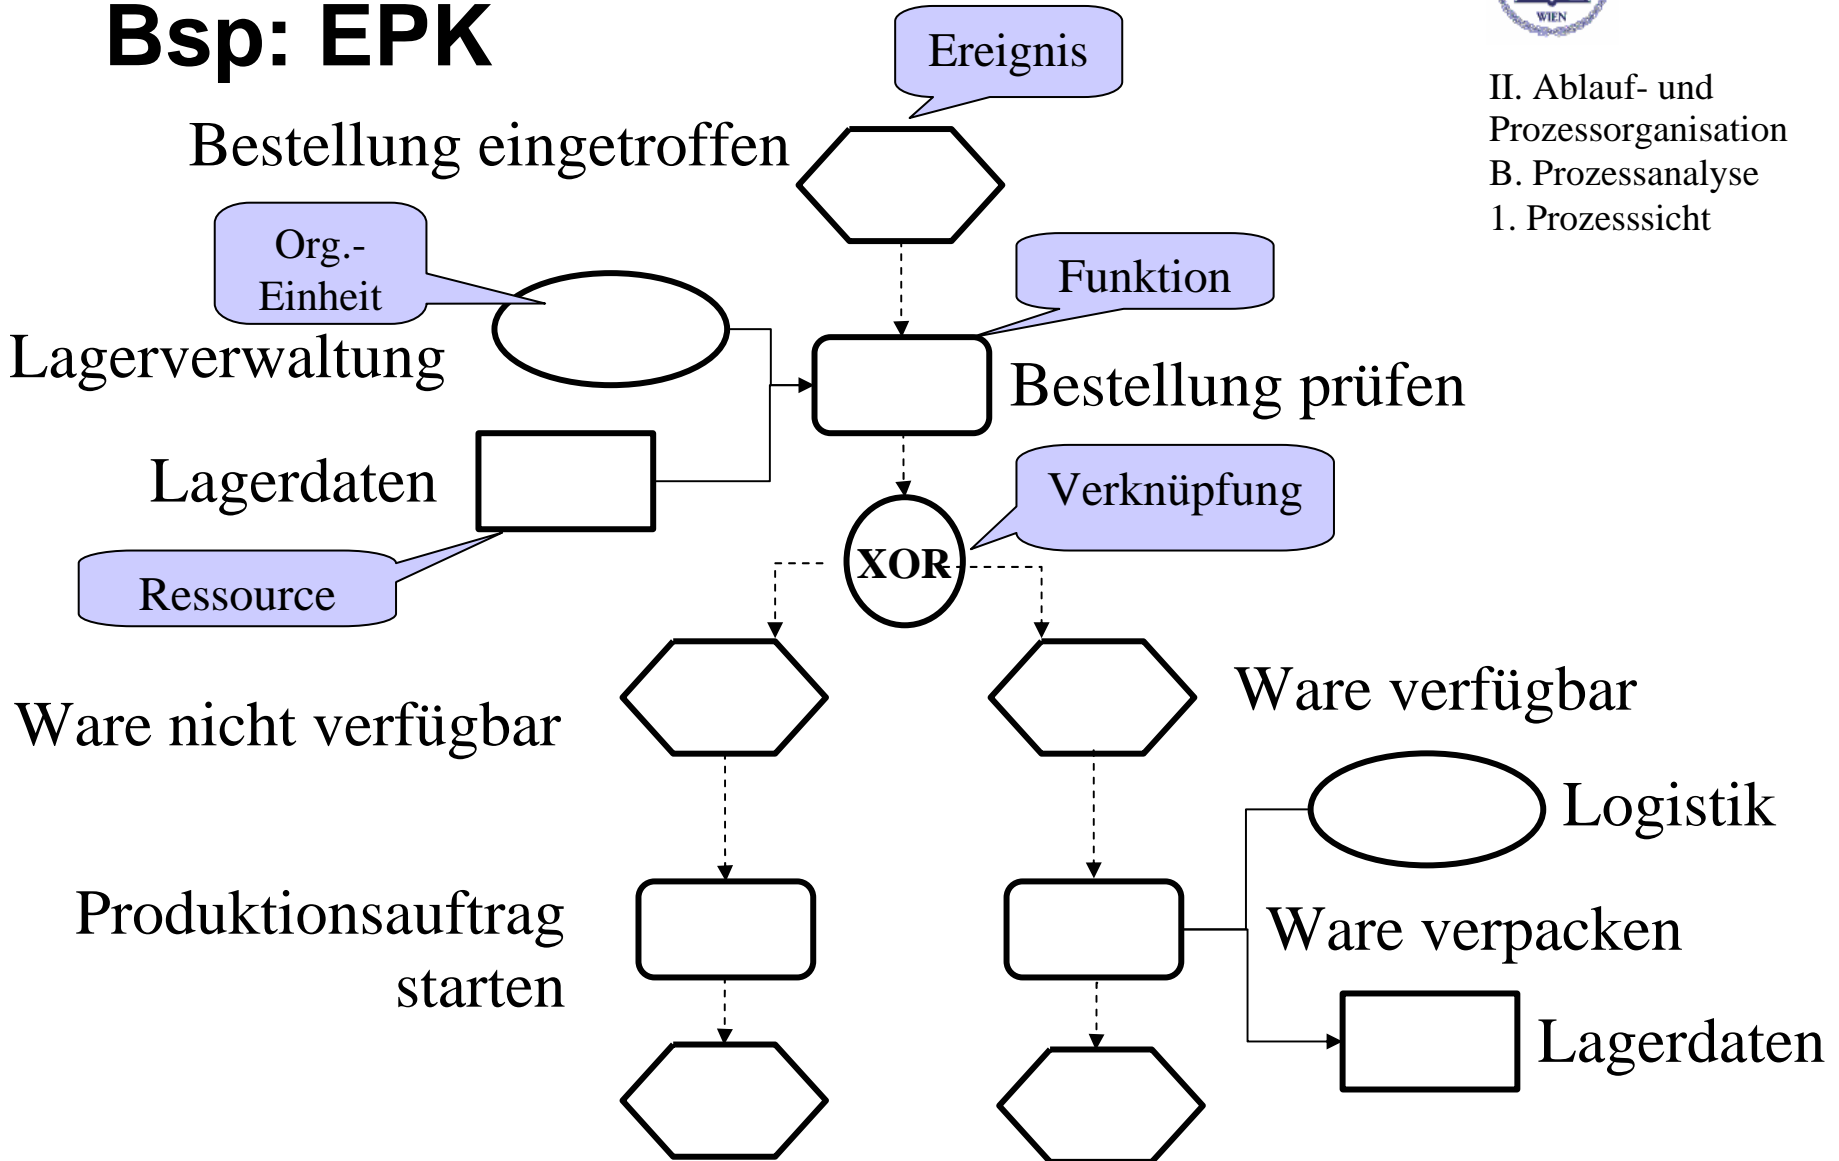 Bsp: EPK
WIEN
II. Ablauf- und
Prozessorganisation
B. Prozessanalyse
1. Prozesssicht
Ereignis
Bestellung eingetroffen
Org.-
Einheit
Funktion
Lagerverwaltung
Bestellung prüfen
Lagerdaten
Verknüpfung
XOR
Ressource
Ware nicht verfügbar
Ware verfügbar
Logistik
Produktionsauftrag
starten
Ware verpacken
Lagerdaten